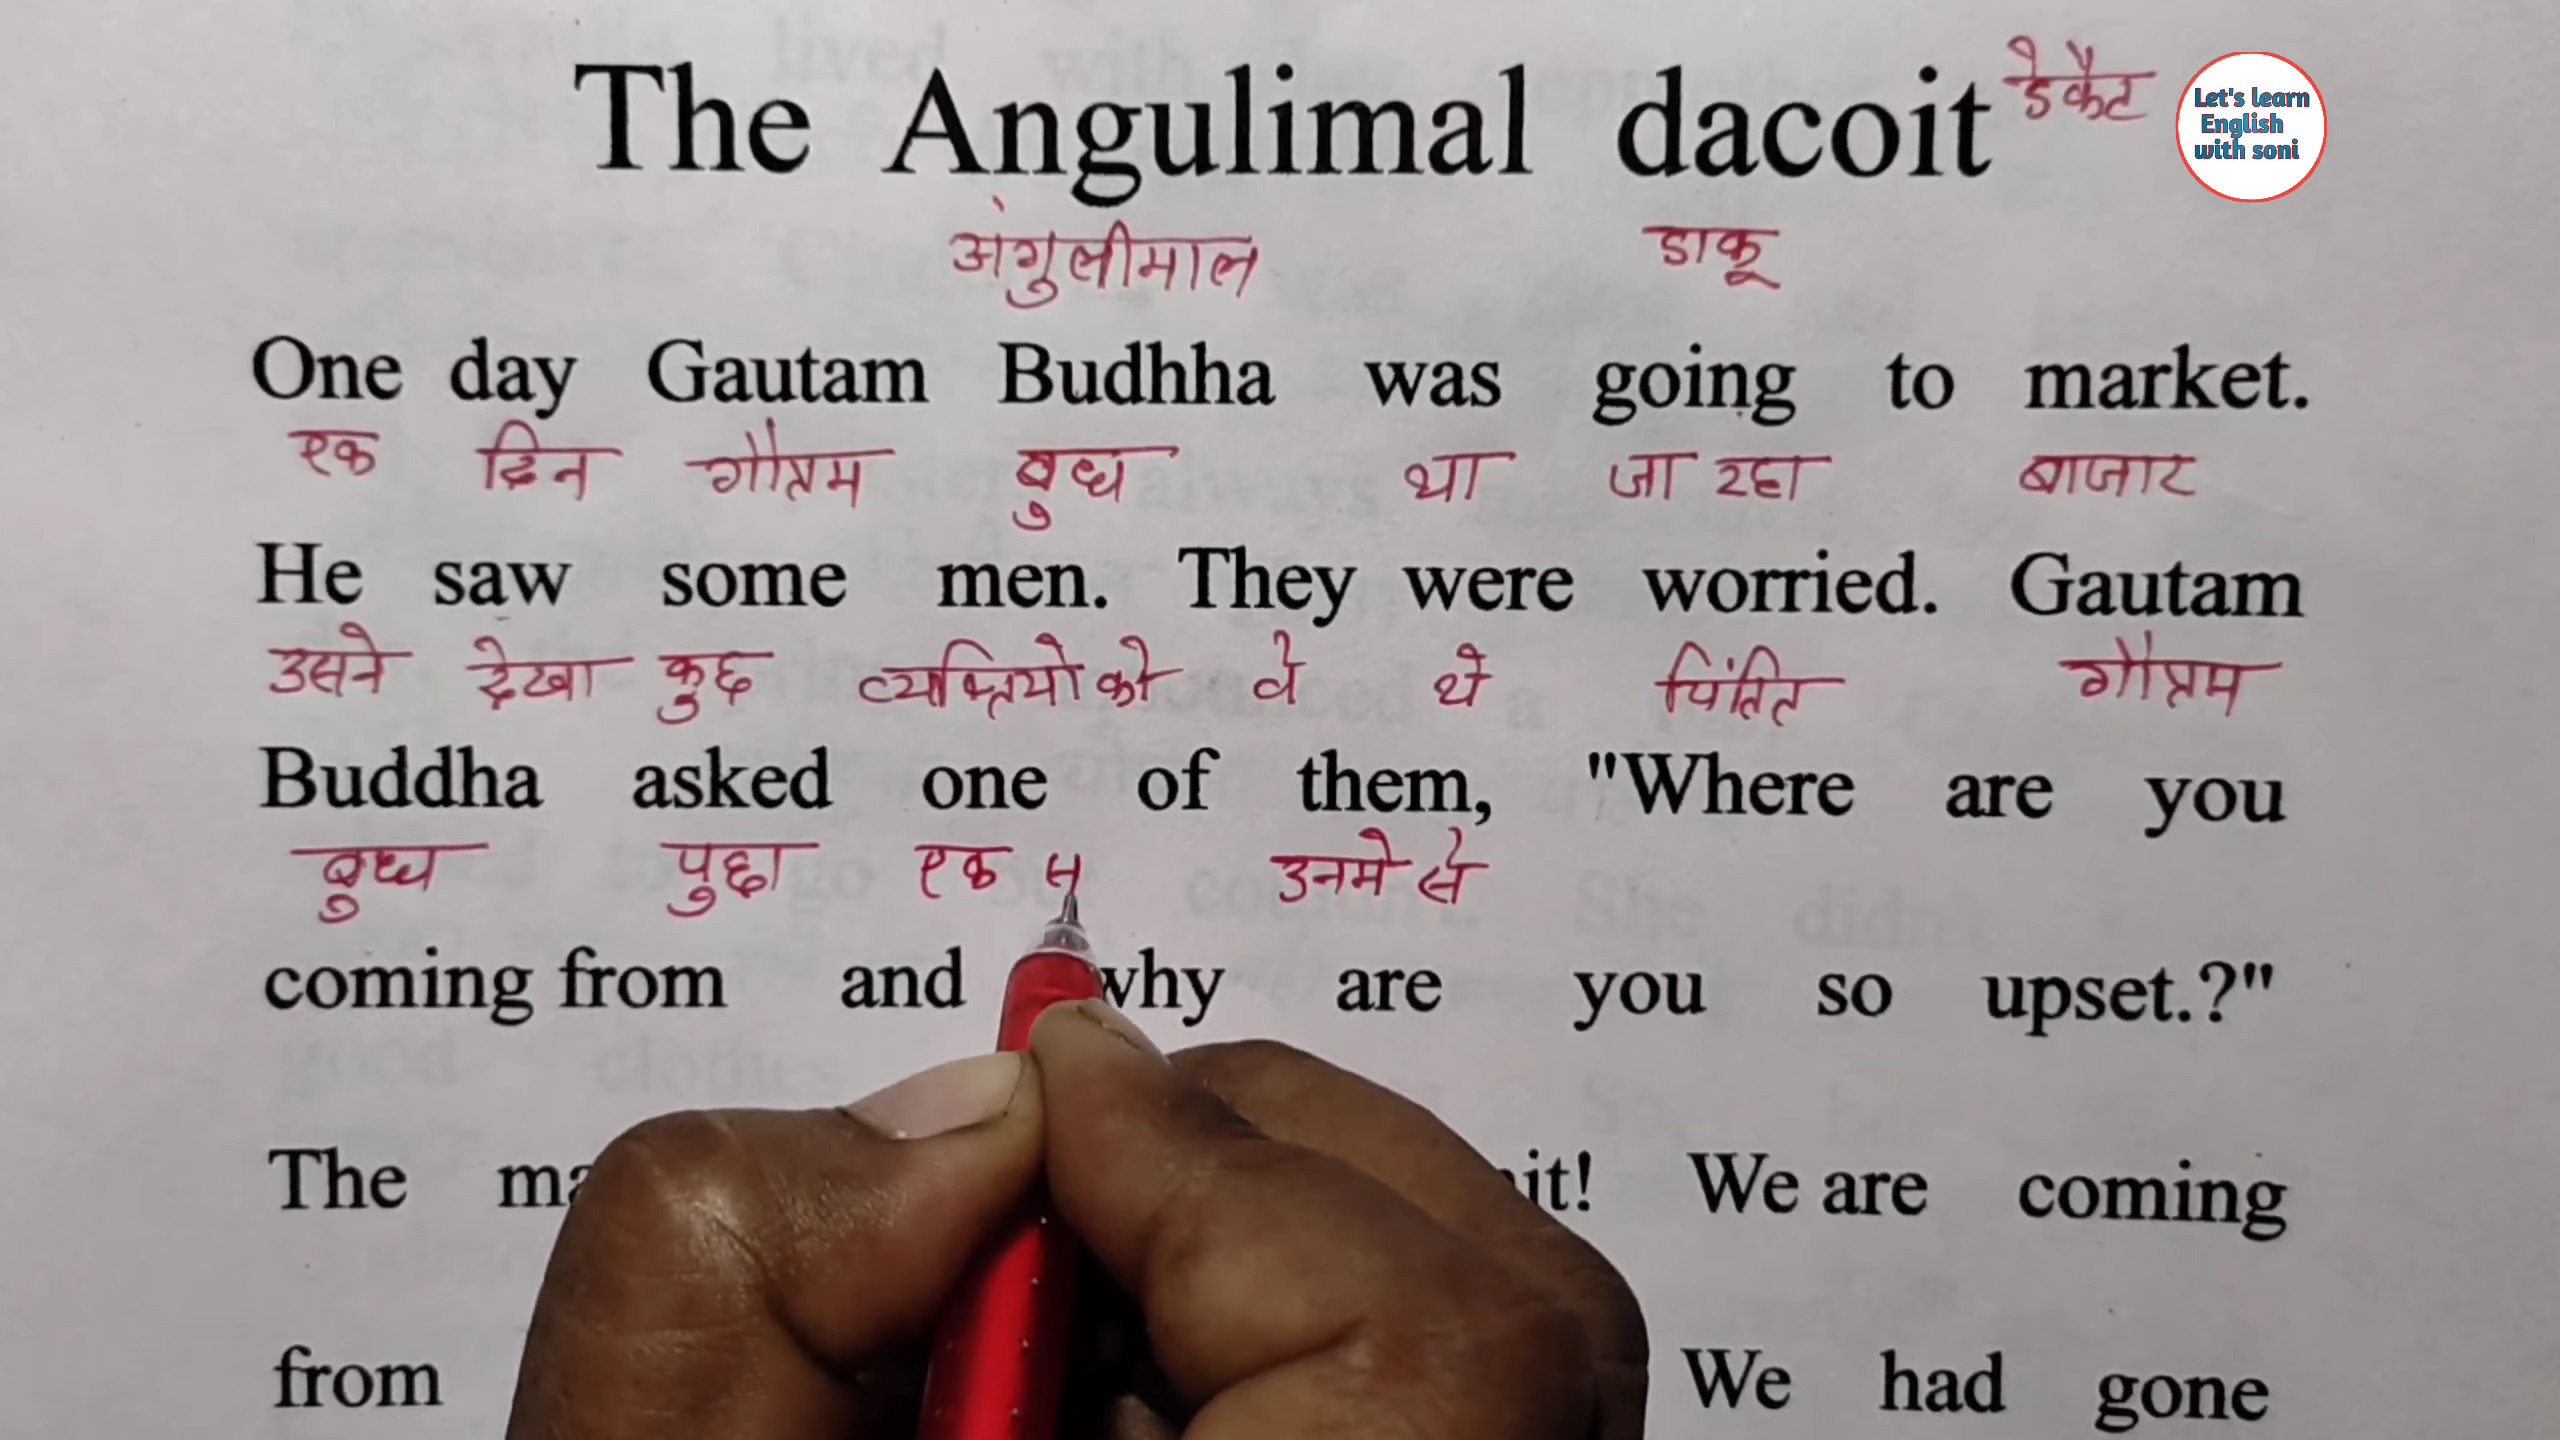 The Angulimal dacoit डेकैट
Let's learn
English
with soni
अंगुलीमाल डाकू
One day Gautam Budhha was going to market.
एक दिन गौतम बुध्ध था जा रहा बाजार
He saw some men. They were worried. Gautam
उसने देखा कुछ व्यक्तियो को वे थे चिंतित गौतम
Buddha asked one of them, "Where are you
बुध्ध पुछा एक स उनमे से
coming from and why are you so upset.?"
The We are coming
from We had gone